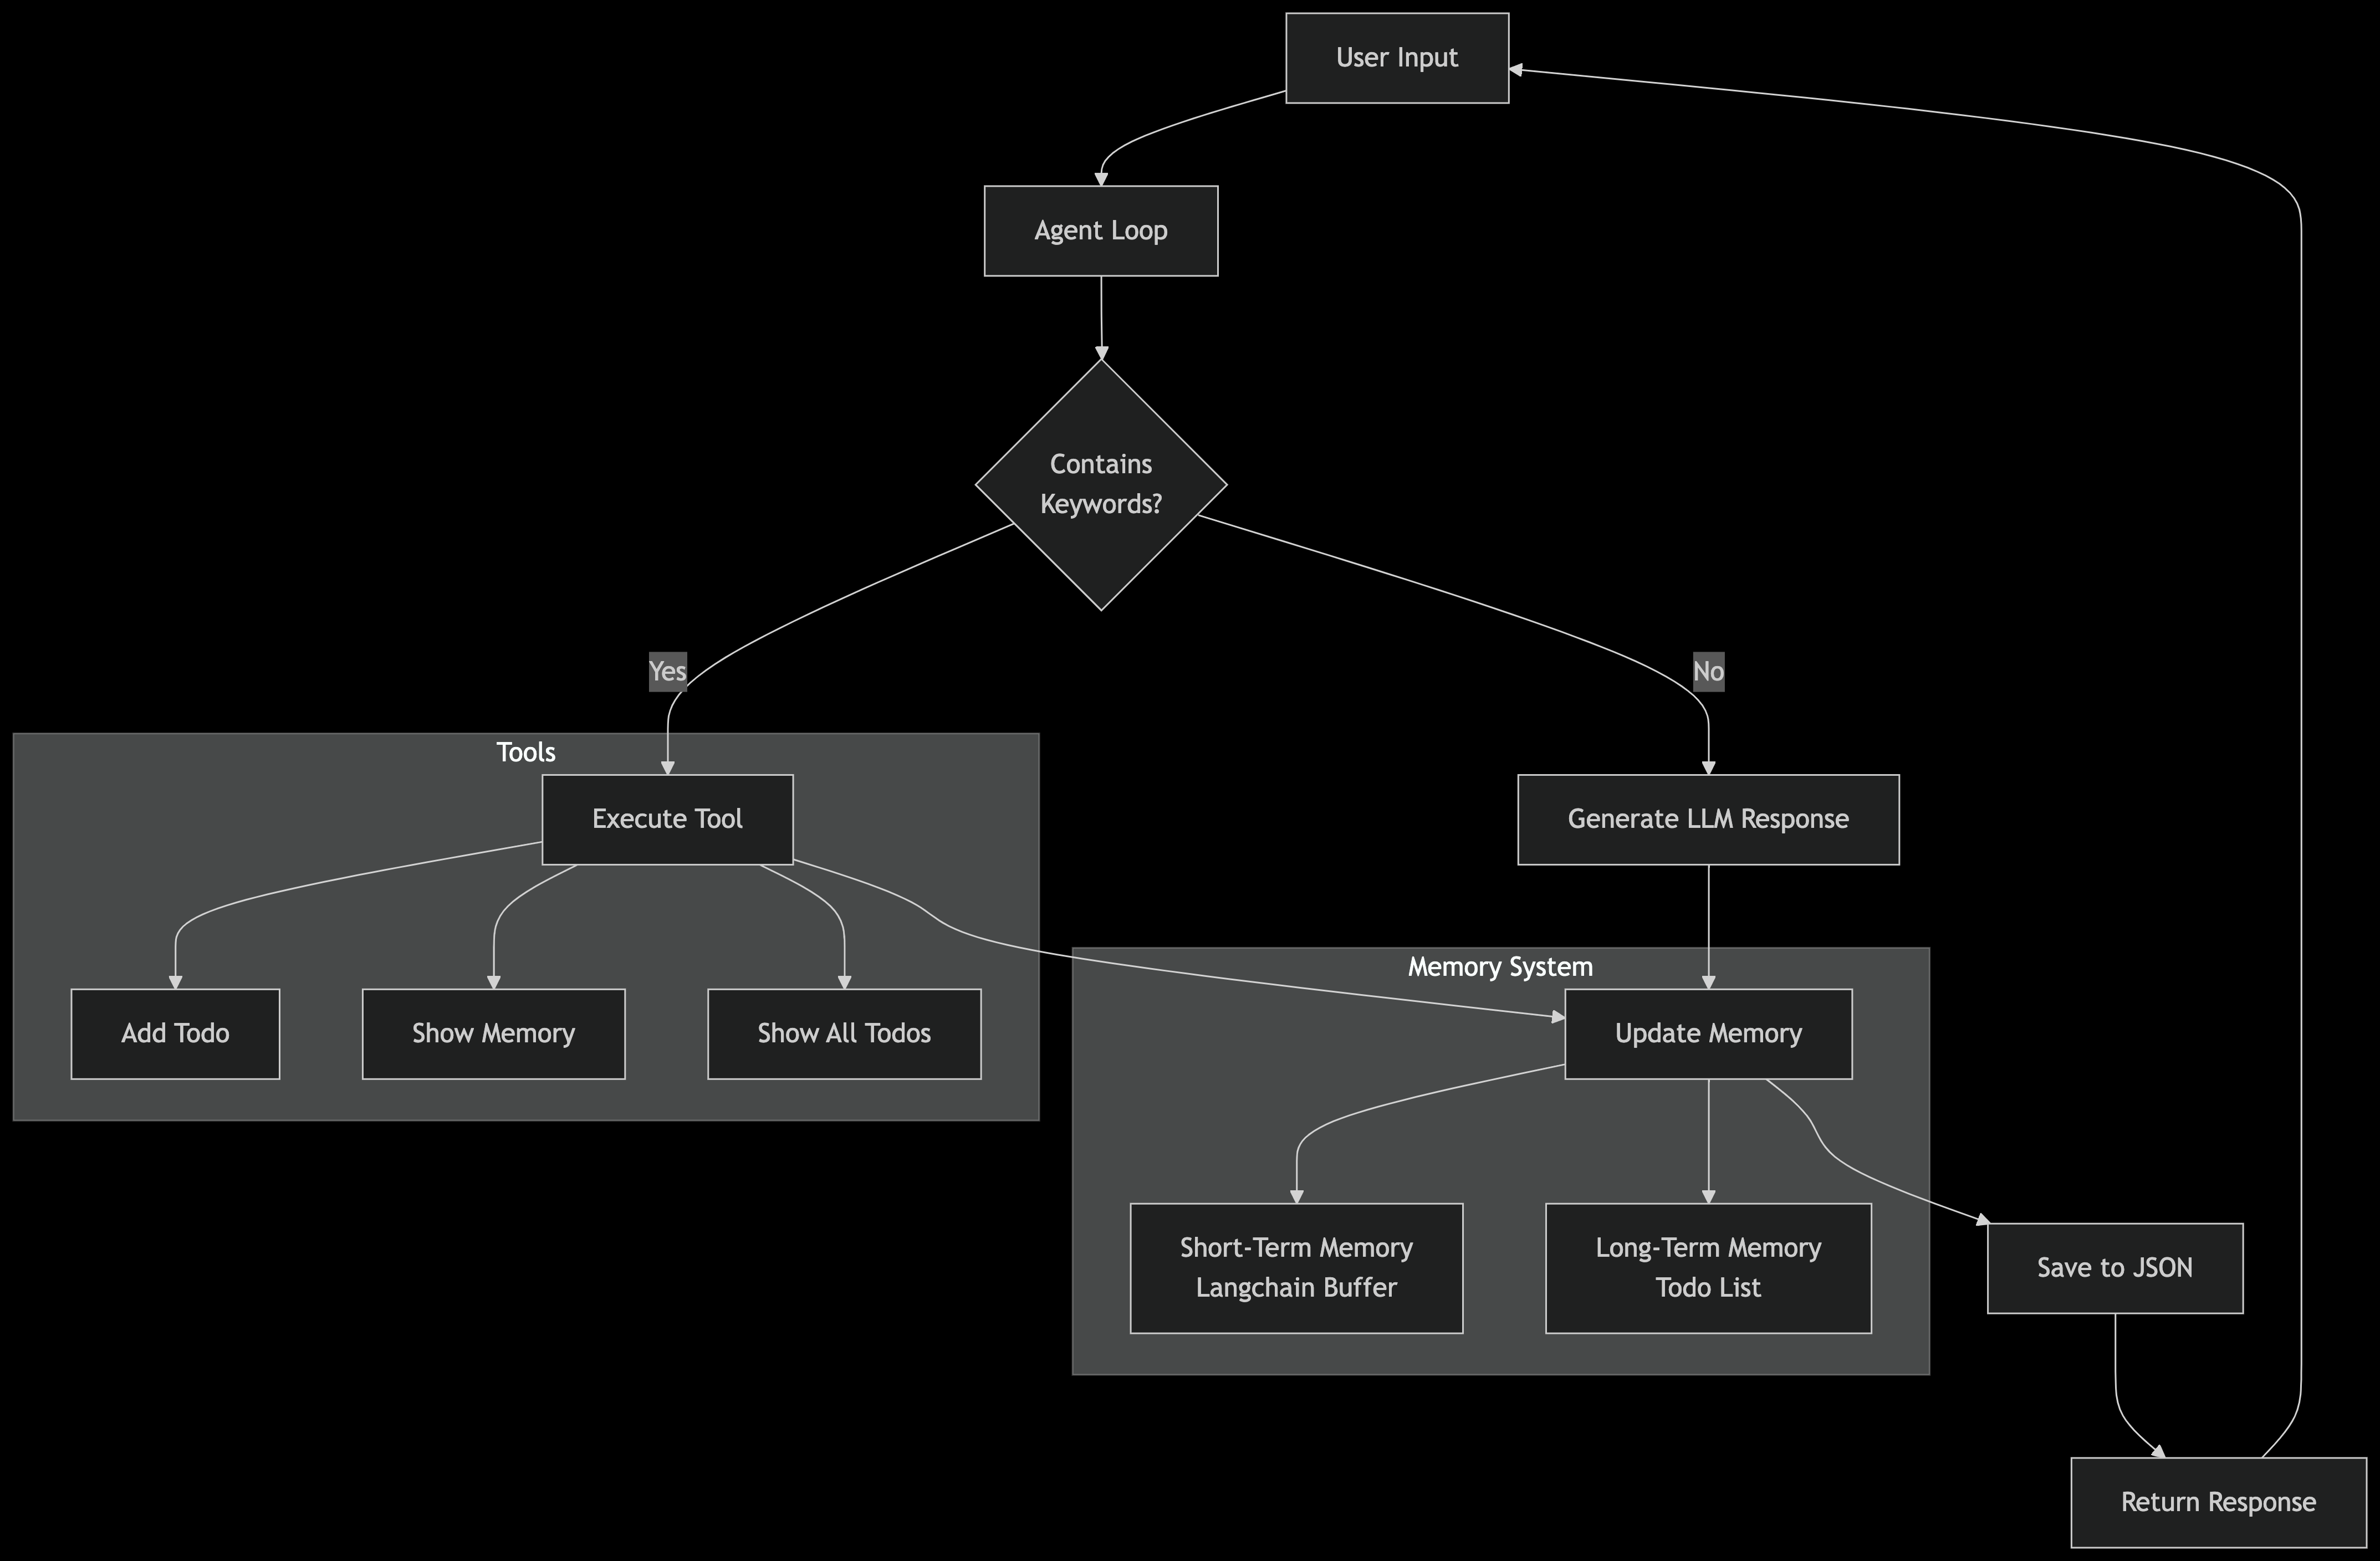 User Input
Agent Loop
Contains
Keywords?
Yes
No
Tools
Execute Tool
Generate LLM Response
Memory System
Add Todo
Show Memory
Show All Todos
Update Memory
Short-Term Memory
Langchain Buffer
Long-Term Memory
Todo List
Save to JSON
Return Response